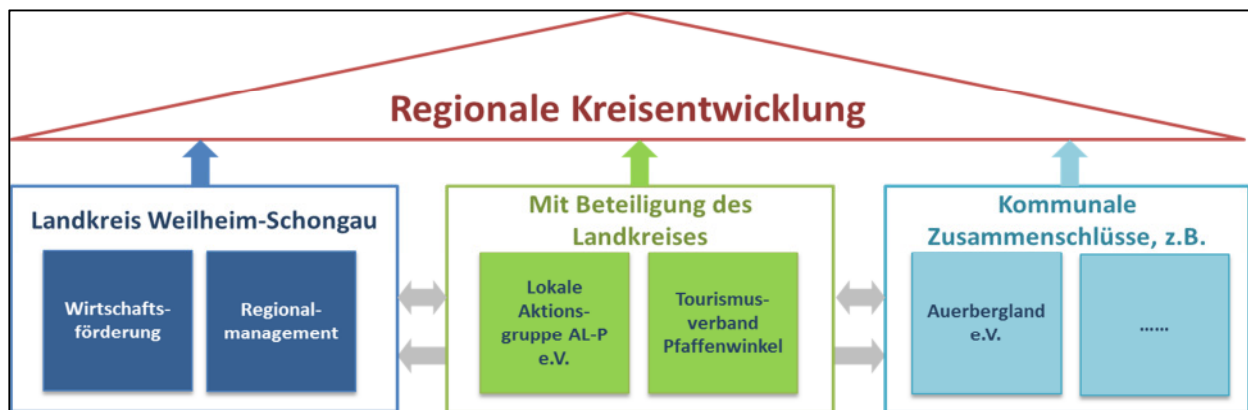 Regionale Kreisentwicklung
Landkreis Weilheim-Schongau
Wirtschafts-
förderung
Regional-
management
Mit Beteiligung des
Landkreises
Lokale
Aktions-
gruppe AL-P
e.V.
Tourismus-
verband
Pfaffenwinkel
Kommunale
Zusammenschlüsse, z.B.
Auerbergland
e.V.
......